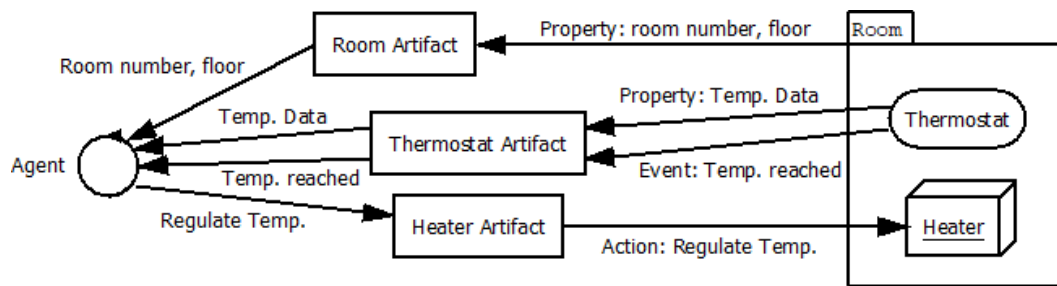 Property: room number, floor
Room
Room Artifact
Room number, floor
Property: Temp. Data
Temp. Data
Thermostat
Thermostat Artifact
Agent
Temp. reached
Event: Temp. reached
Regulate Temp.
Heater Artifact
Heater
Action: Regulate Temp.